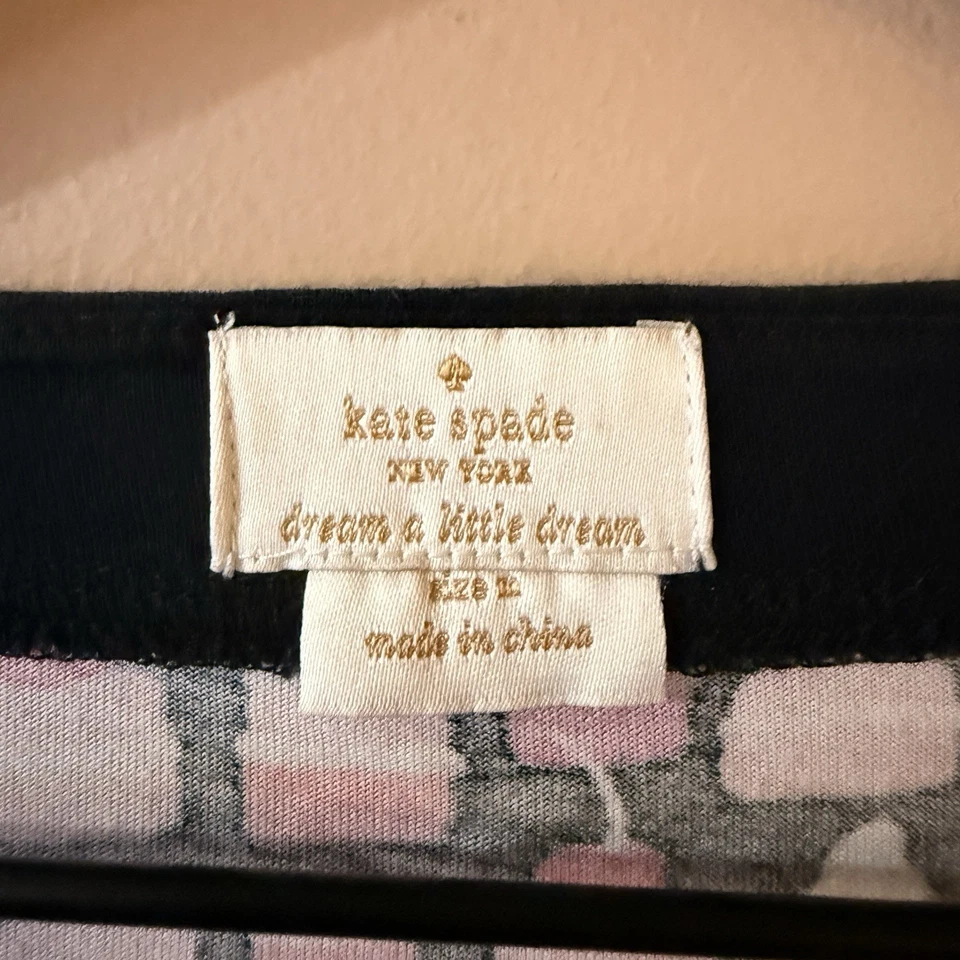 kate spade
NEW YORK
dream a little dream
size m
made in china